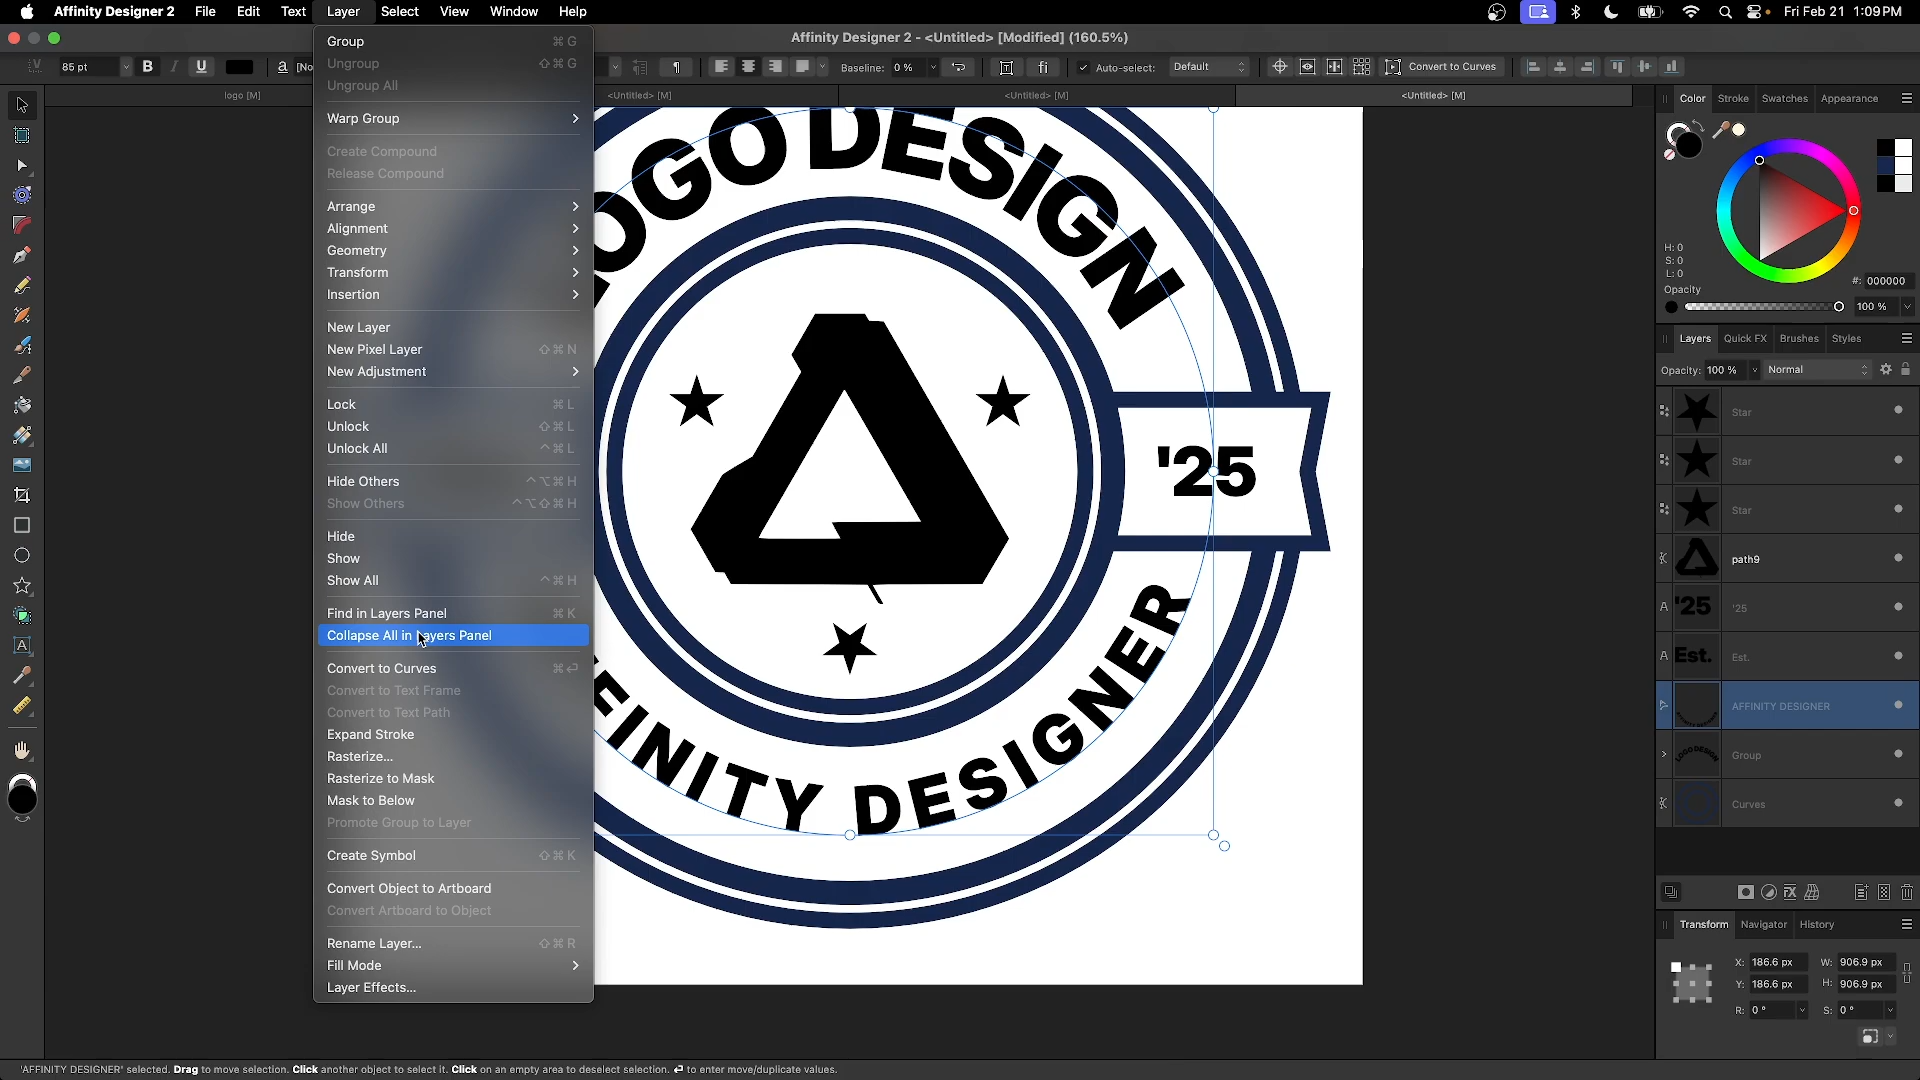 Affinity Designer 2 File Edit Text Layer Select View Window Help Fri Feb 21 1:09 PM
Affinity Designer 2 - <Untitled> [Modified] (160.5%)
85 pt B I U a [No Baseline: 0 % fi Auto-select: Default Convert to Curves
logo [M] <Untitled> [M] <Untitled> [M] <Untitled> [M]
Group ⌘ G
Ungroup ⇧⌘ G
Ungroup All
Warp Group
Create Compound
Release Compound
Arrange
Alignment
Geometry
Transform
Insertion
New Layer
New Pixel Layer ⇧⌘ N
New Adjustment
Lock ⌘ L
Unlock ⇧⌘ L
Unlock All ^⌘ L
Hide Others ^⌥⌘ H
Show Others ^⌥⇧⌘ H
Hide
Show
Show All ^⌘ H
Find in Layers Panel ⌘ K
Collapse All in Layers Panel
Convert to Curves ⌘⏎
Convert to Text Frame
Convert to Text Path
Expand Stroke
Rasterize...
Rasterize to Mask
Mask to Below
Promote Group to Layer
Create Symbol ⇧⌘ K
Convert Object to Artboard
Convert Artboard to Object
Rename Layer... ⇧⌘ R
Fill Mode
Layer Effects...
LOGO DESIGN
'25
FINITY DESIGNER
Color Stroke Swatches Appearance
H: 0
S: 0
L: 0
#: 000000
Opacity
100 %
Layers Quick FX Brushes Styles
Opacity: 100 % Normal
Star
Star
Star
path9
A '25 '25
A Est. Est.
AFFINITY DESIGNER
LOGO DESIGN Group
Curves
Transform Navigator History
X: 186.6 px W: 906.9 px
Y: 186.6 px H: 906.9 px
R: 0 ° S: 0 °
'AFFINITY DESIGNER' selected. Drag to move selection. Click another object to select it. Click on an empty area to deselect selection. ⏎ to enter move/duplicate values.